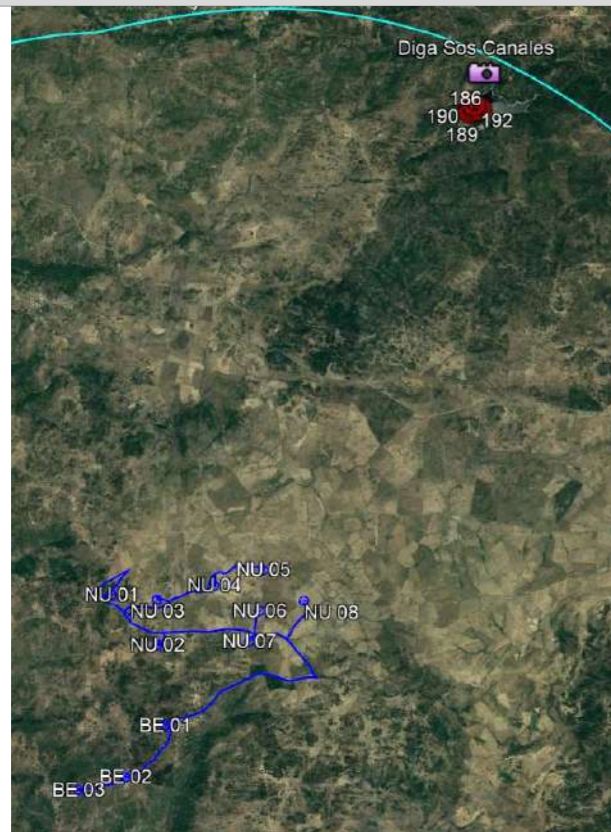 Diga Sos Canales
186
190 192
189
NU 05
NU 04
NU 01
NU 03
NU 06
NU 08
NU 02
NU 07
BE 01
BE 02
BE 03